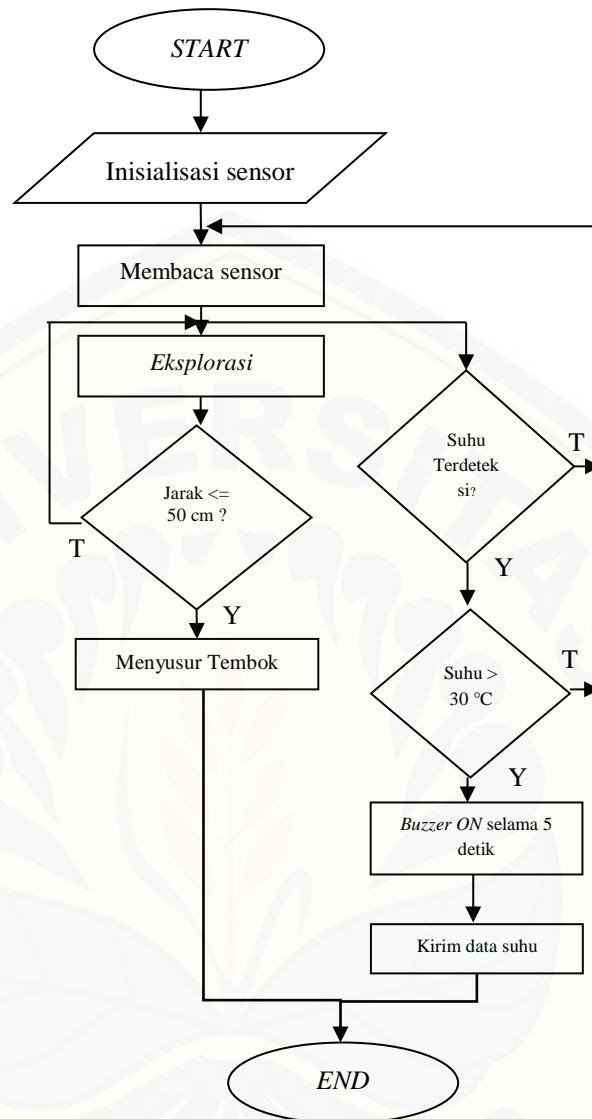 START
Inisialisasi sensor
Membaca sensor
Eksplorasi
Jarak <=
50 cm ?
T
Y
Menyusur Tembok
Suhu
Terdetek
si?
T
Y
Suhu >
30 °C
T
Y
Buzzer ON selama 5
detik
Kirim data suhu
END
UNIVERSITAS